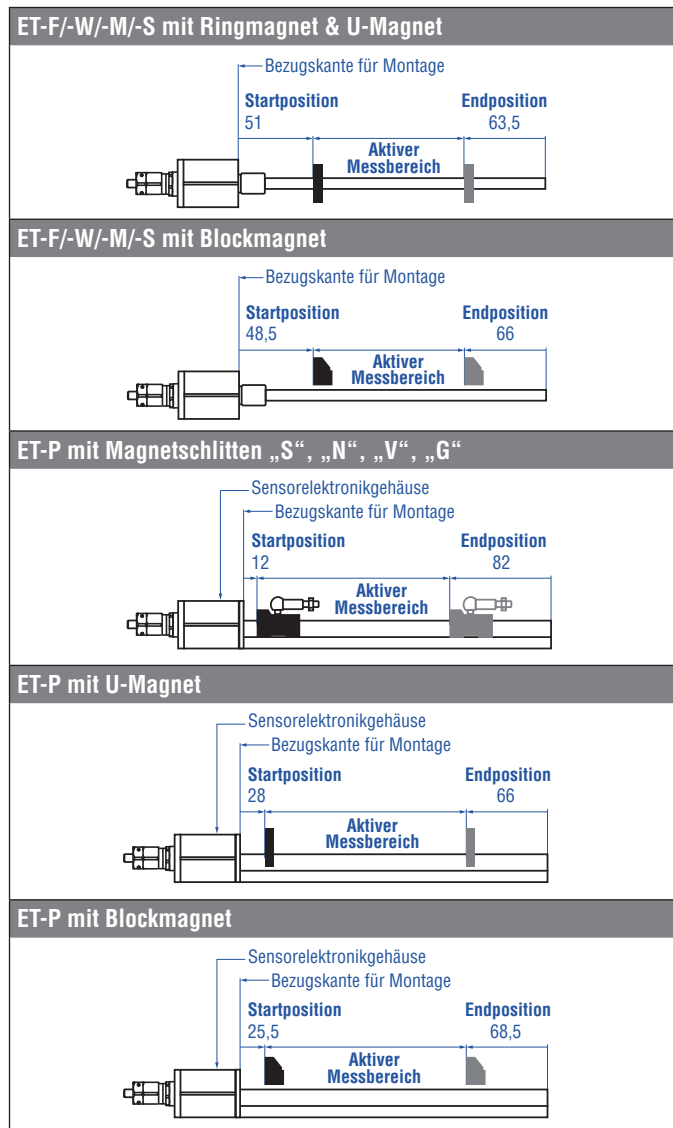 ET-F/-W/-M/-S mit Ringmagnet & U-Magnet
Bezugskante für Montage
Startposition Endposition
51 63,5
Aktiver
Messbereich
ET-F/-W/-M/-S mit Blockmagnet
Bezugskante für Montage
Startposition Endposition
48,5 66
Aktiver
Messbereich
ET-P mit Magnetschlitten „S“, „N“, „V“, „G“
Sensorelektronikgehäuse
Bezugskante für Montage
Startposition Endposition
12 82
Aktiver
Messbereich
ET-P mit U-Magnet
Sensorelektronikgehäuse
Bezugskante für Montage
Startposition Endposition
28 66
Aktiver
Messbereich
ET-P mit Blockmagnet
Sensorelektronikgehäuse
Bezugskante für Montage
Startposition Endposition
25,5 68,5
Aktiver
Messbereich